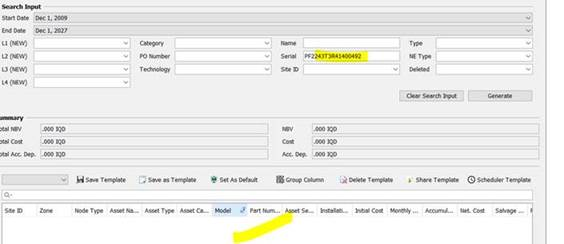 Search Input
Start Date Dec 1, 2009
End Date Dec 1, 2027
L1 (NEW) Category Name Type
L2 (NEW) PO Number Serial PF2243T3R41400492 NE Type
L3 (NEW) Technology Site ID Deleted
L4 (NEW)
Clear Search Input Generate
ummary
otal NBV .000 IQD NBV .000 IQD
otal Cost .000 IQD Cost .000 IQD
otal Acc. Dep. .000 IQD Acc. Dep. .000 IQD
Save Template Save as Template Set As Default Group Column Delete Template Share Template Scheduler Template
Site ID Zone Node Type Asset Na... Asset Type Asset Ca... Model Part Num... Asset Se... Installati... Initial Cost Monthly ... Accumul... Net. Cost Salvage ...